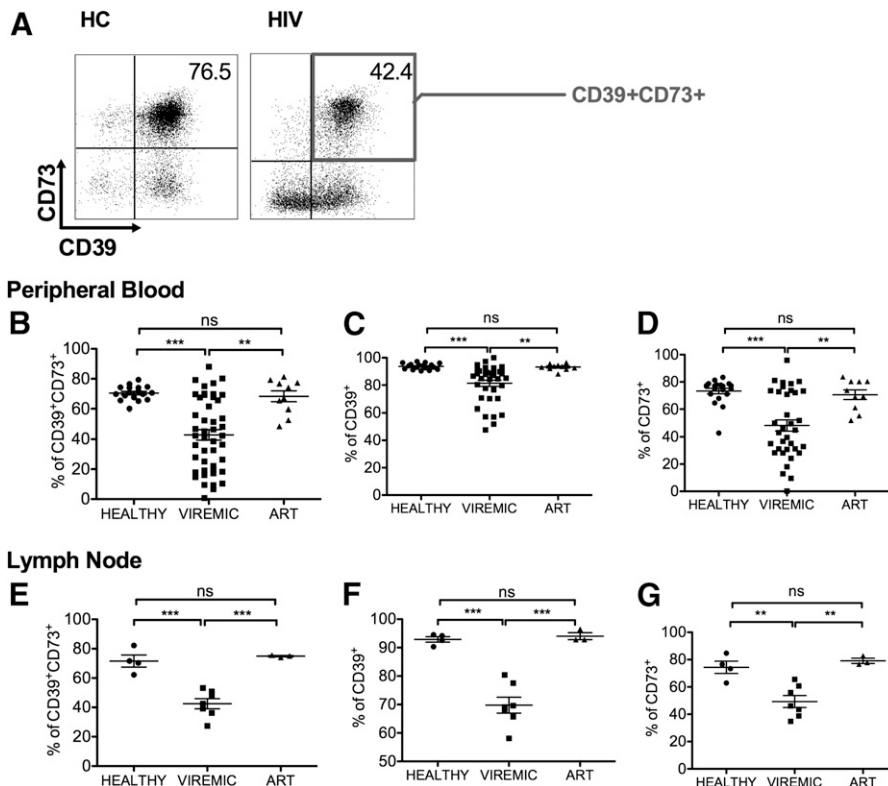 A
HC
HIV
76.5
42.4
CD39+CD73+
CD73
CD39
Peripheral Blood
B
ns
*** **
% of CD39+CD73+
100
80
60
40
20
0
HEALTHY VIREMIC ART
C
ns
*** **
% of CD39+
100
80
60
40
20
0
HEALTHY VIREMIC ART
D
ns
*** **
% of CD73+
100
80
60
40
20
0
HEALTHY VIREMIC ART
Lymph Node
E
ns
*** ***
% of CD39+CD73+
100
80
60
40
20
0
HEALTHY VIREMIC ART
F
ns
*** ***
% of CD39+
100
90
80
70
60
50
HEALTHY VIREMIC ART
G
ns
** **
% of CD73+
100
80
60
40
20
0
HEALTHY VIREMIC ART